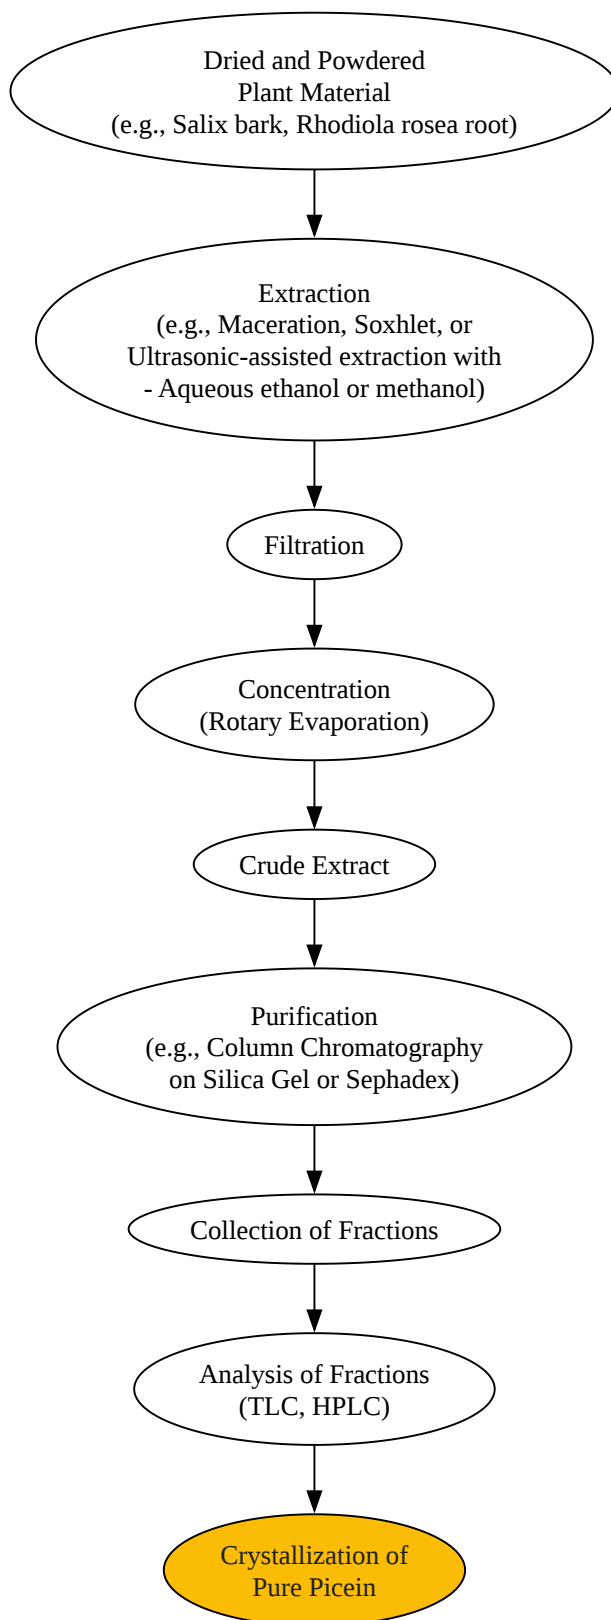 Dried and Powdered
Plant Material
(e.g., Salix bark, Rhodiola rosea root)
Extraction
(e.g., Maceration, Soxhlet, or
Ultrasonic-assisted extraction with
- Aqueous ethanol or methanol)
Filtration
Concentration
(Rotary Evaporation)
Crude Extract
Purification
(e.g., Column Chromatography
on Silica Gel or Sephadex)
Collection of Fractions
Analysis of Fractions
(TLC, HPLC)
Crystallization of
Pure Picein